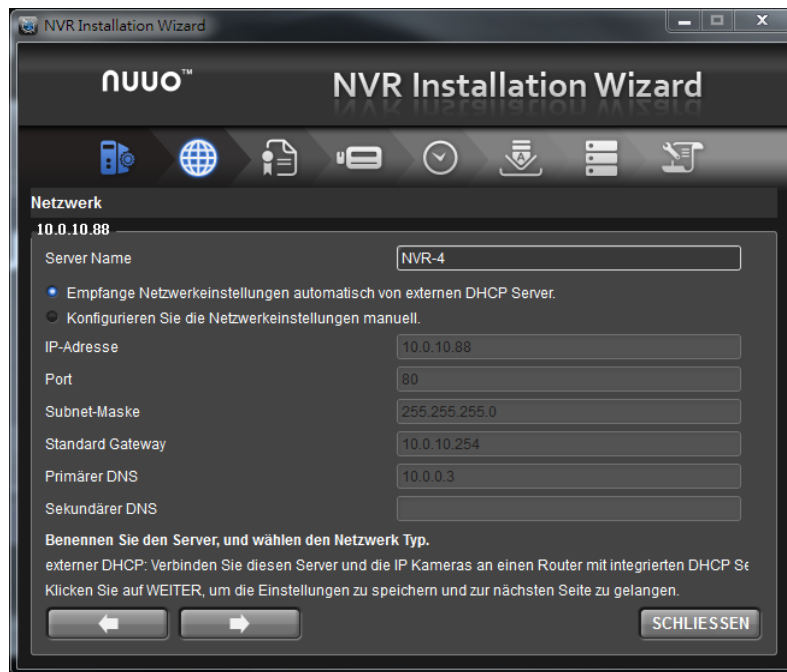 NVR Installation Wizard
nuuo™
NVR Installation Wizard
Netzwerk
10.0.10.88
Server Name
NVR-4
Empfange Netzwerkeinstellungen automatisch von externen DHCP Server.
Konfigurieren Sie die Netzwerkeinstellungen manuell.
IP-Adresse
10.0.10.88
Port
80
Subnet-Maske
255.255.255.0
Standard Gateway
10.0.10.254
Primärer DNS
10.0.0.3
Sekundärer DNS
Benennen Sie den Server, und wählen den Netzwerk Typ.
externer DHCP: Verbinden Sie diesen Server und die IP Kameras an einen Router mit integrierten DHCP Se
Klicken Sie auf WEITER, um die Einstellungen zu speichern und zur nächsten Seite zu gelangen.
SCHLIESSEN